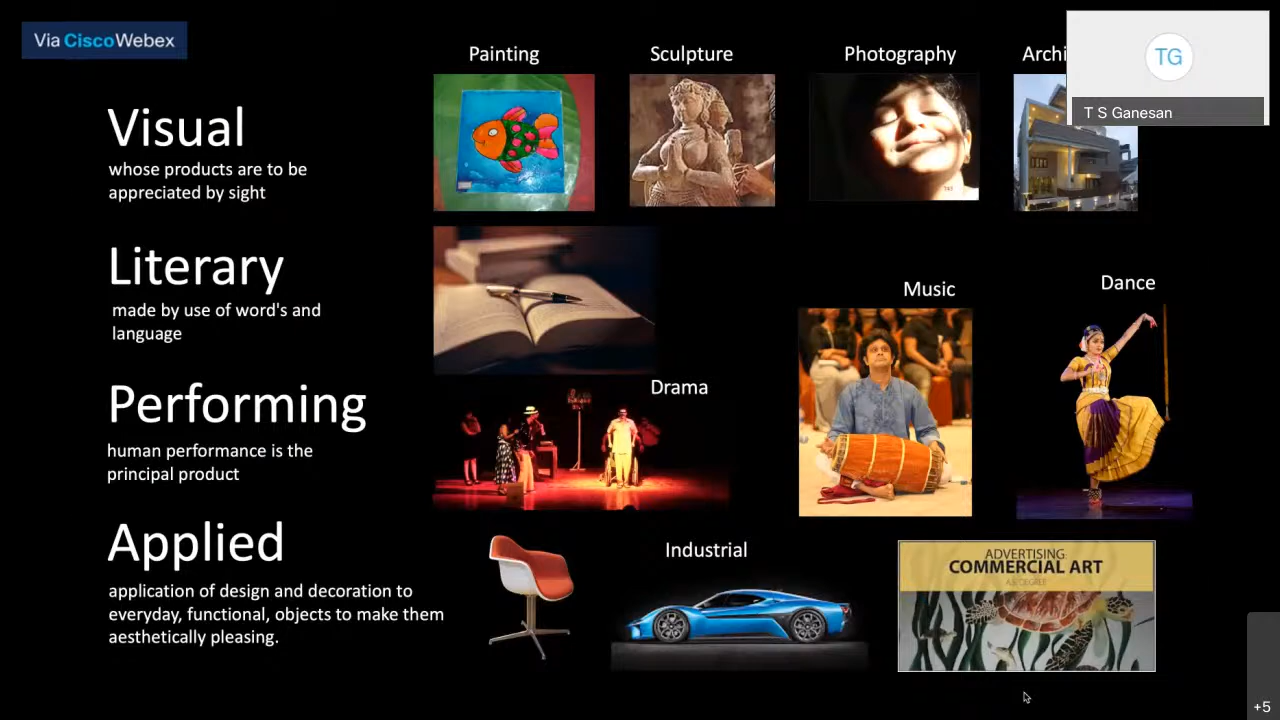 Via CiscoWebex
Painting
Sculpture
Photography
Archi
TG
T S Ganesan
Visual
whose products are to be
appreciated by sight
Literary
made by use of word's and
language
Music
Dance
Drama
Performing
human performance is the
principal product
Applied
application of design and decoration to
everyday, functional, objects to make them
aesthetically pleasing.
Industrial
ADVERTISING
COMMERCIAL ART
A.S. DEGREE
+5